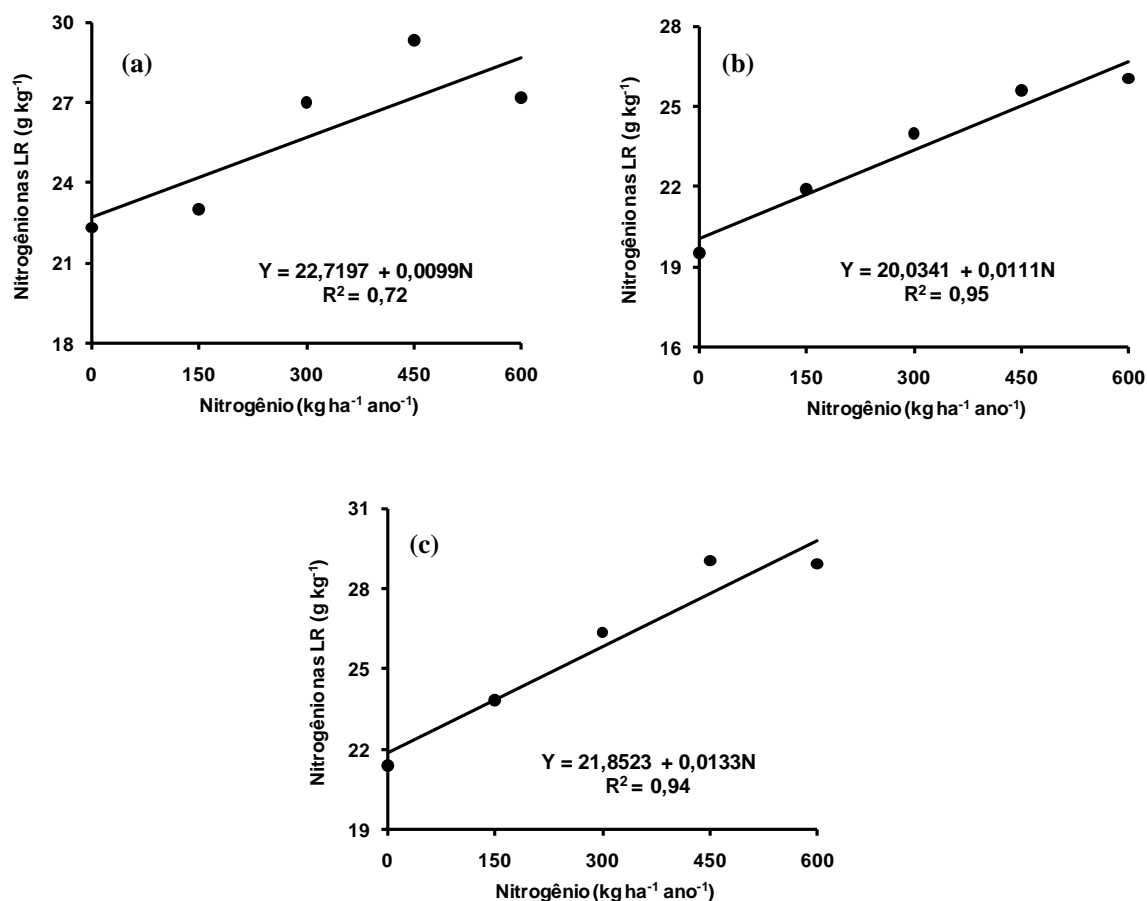 (a)
Nitrogênio nas LR (g kg⁻¹)
30
27
24
21
18
Y = 22,7197 + 0,0099N
R² = 0,72
0 150 300 450 600
Nitrogênio (kg ha⁻¹ ano⁻¹)
(b)
Nitrogênio nas LR (g kg⁻¹)
28
25
22
19
16
Y = 20,0341 + 0,0111N
R² = 0,95
0 150 300 450 600
Nitrogênio (kg ha⁻¹ ano⁻¹)
(c)
Nitrogênio nas LR (g kg⁻¹)
31
28
25
22
19
Y = 21,8523 + 0,0133N
R² = 0,94
0 150 300 450 600
Nitrogênio (kg ha⁻¹ ano⁻¹)